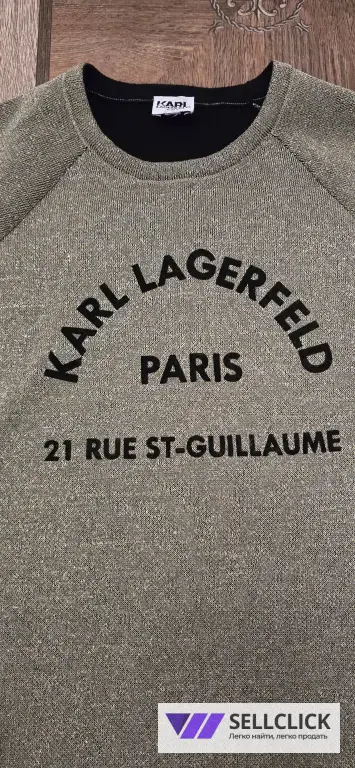 KARL
KARL LAGERFELD
PARIS
21 RUE ST-GUILLAUME
SELLCLICK
Легко найти, легко продать